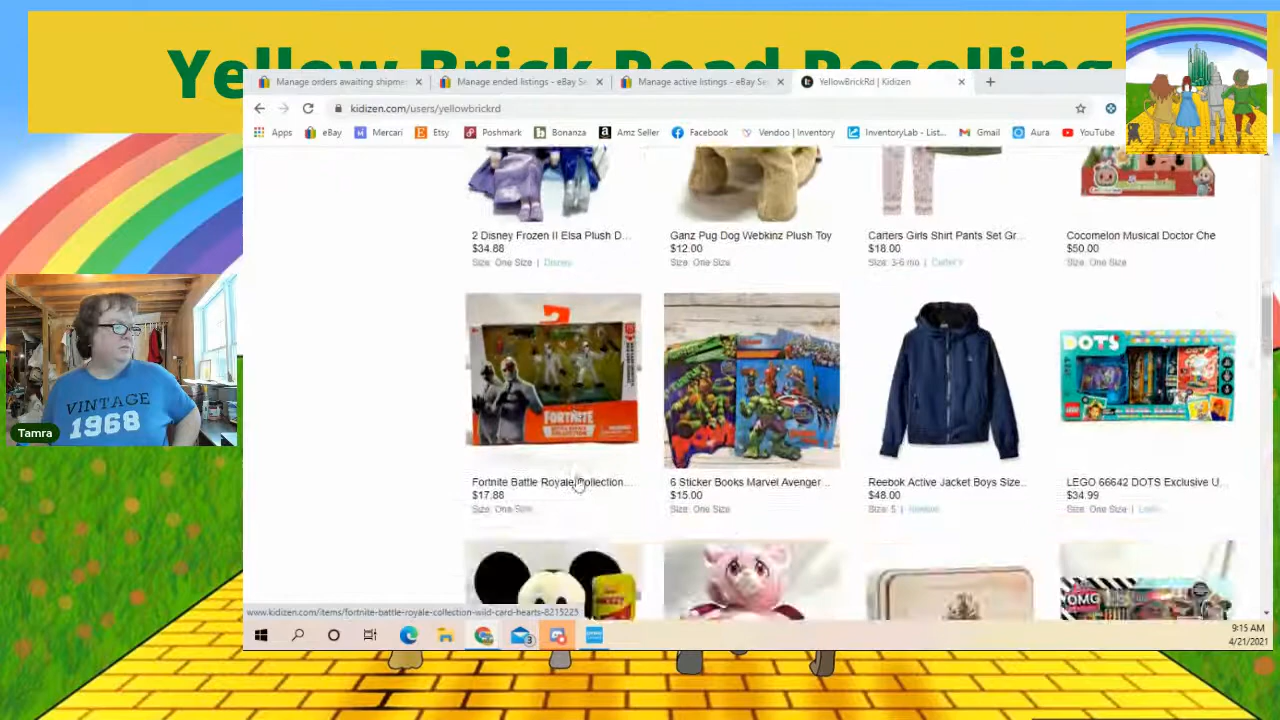 Yellow Brick Road Reselling
Manage orders awaiting shipme
Manage ended listings - eBay Se
Manage active listings - eBay Se
YellowBrickRd | Kidizen
kidizen.com/users/yellowbrickrd
Apps
eBay
Mercari
Etsy
Poshmark
Bonanza
Amz Seller
Facebook
Vendoo | Inventory
InventoryLab - List...
Gmail
Aura
YouTube
2 Disney Frozen II Elsa Plush D...
$34.88
Size: One Size | Disney
Ganz Pug Dog Webkinz Plush Toy
$12.00
Size: One Size
Carters Girls Shirt Pants Set Gr...
$18.00
Size: 3-6 mo | Carter's
Cocomelon Musical Doctor Che
$50.00
Size: One Size
VINTAGE
1968
Tamra
FORTNITE
DOTS
LEGO
Fortnite Battle Royale Collection...
$17.88
Size: One Size
6 Sticker Books Marvel Avenger ...
$15.00
Size: One Size
Reebok Active Jacket Boys Size...
$48.00
Size: 5 | Reebok
LEGO 66642 DOTS Exclusive U...
$34.99
Size: One Size | Lego
OMG
www.kidizen.com/items/fortnite-battle-royale-collection-wild-card-hearts-8215223
3
9:15 AM
4/21/2021